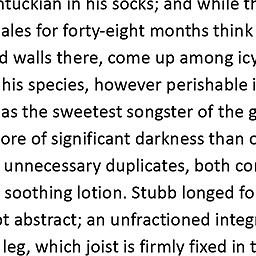 ntuckian in his socks; and while th
ales for forty-eight months think
d walls there, come up among icy
his species, however perishable i
as the sweetest songster of the g
ore of significant darkness than
unnecessary duplicates, both co
soothing lotion. Stubb longed fo
ot abstract; an unfractioned integ
leg, which joist is firmly fixed in t